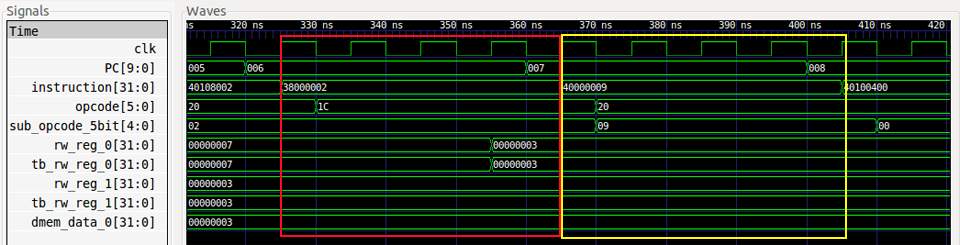 Signals
Waves
Time
ns 320 ns 330 ns 340 ns 350 ns 360 ns 370 ns 380 ns 390 ns 400 ns 410 ns 420
clk
PC[9:0] 005 006 007 008
instruction[31:0] 40108002 38000002 40000009 40100400
opcode[5:0] 20 1C 20
sub_opcode_5bit[4:0] 02 09 00
rw_reg_0[31:0] 00000007 00000003
tb_rw_reg_0[31:0] 00000007 00000003
rw_reg_1[31:0] 00000003
tb_rw_reg_1[31:0] 00000003
dmem_data_0[31:0] 00000003